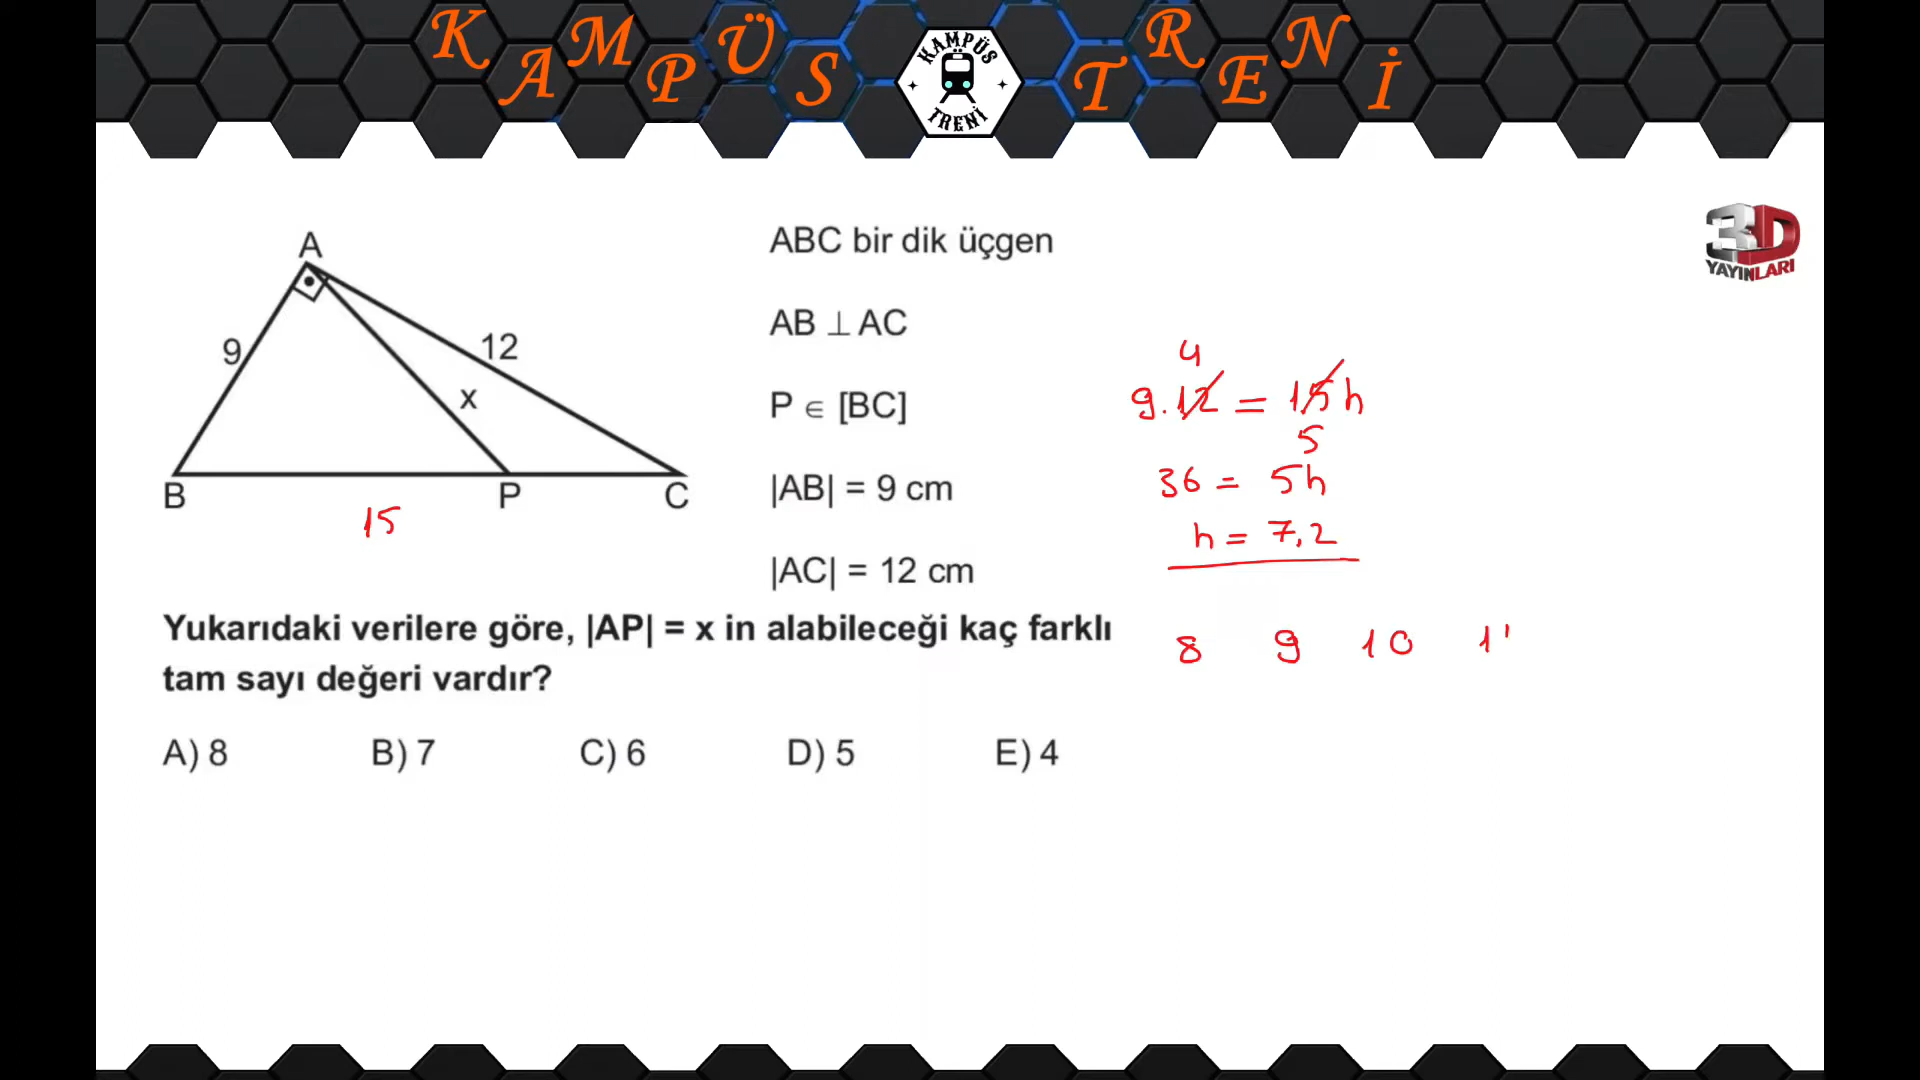 KAMPÜS TRENİ
KAMPÜS
TRENİ
3D
YAYINLARI
A
9
12
x
B
P
C
15
ABC bir dik üçgen
AB ⊥ AC
P ∈ [BC]
|AB| = 9 cm
|AC| = 12 cm
4
9.12 = 15h
5
36 = 5h
h = 7,2
Yukarıdaki verilere göre, |AP| = x in alabileceği kaç farklı
tam sayı değeri vardır?
8 9 10 11
A) 8 B) 7 C) 6 D) 5 E) 4